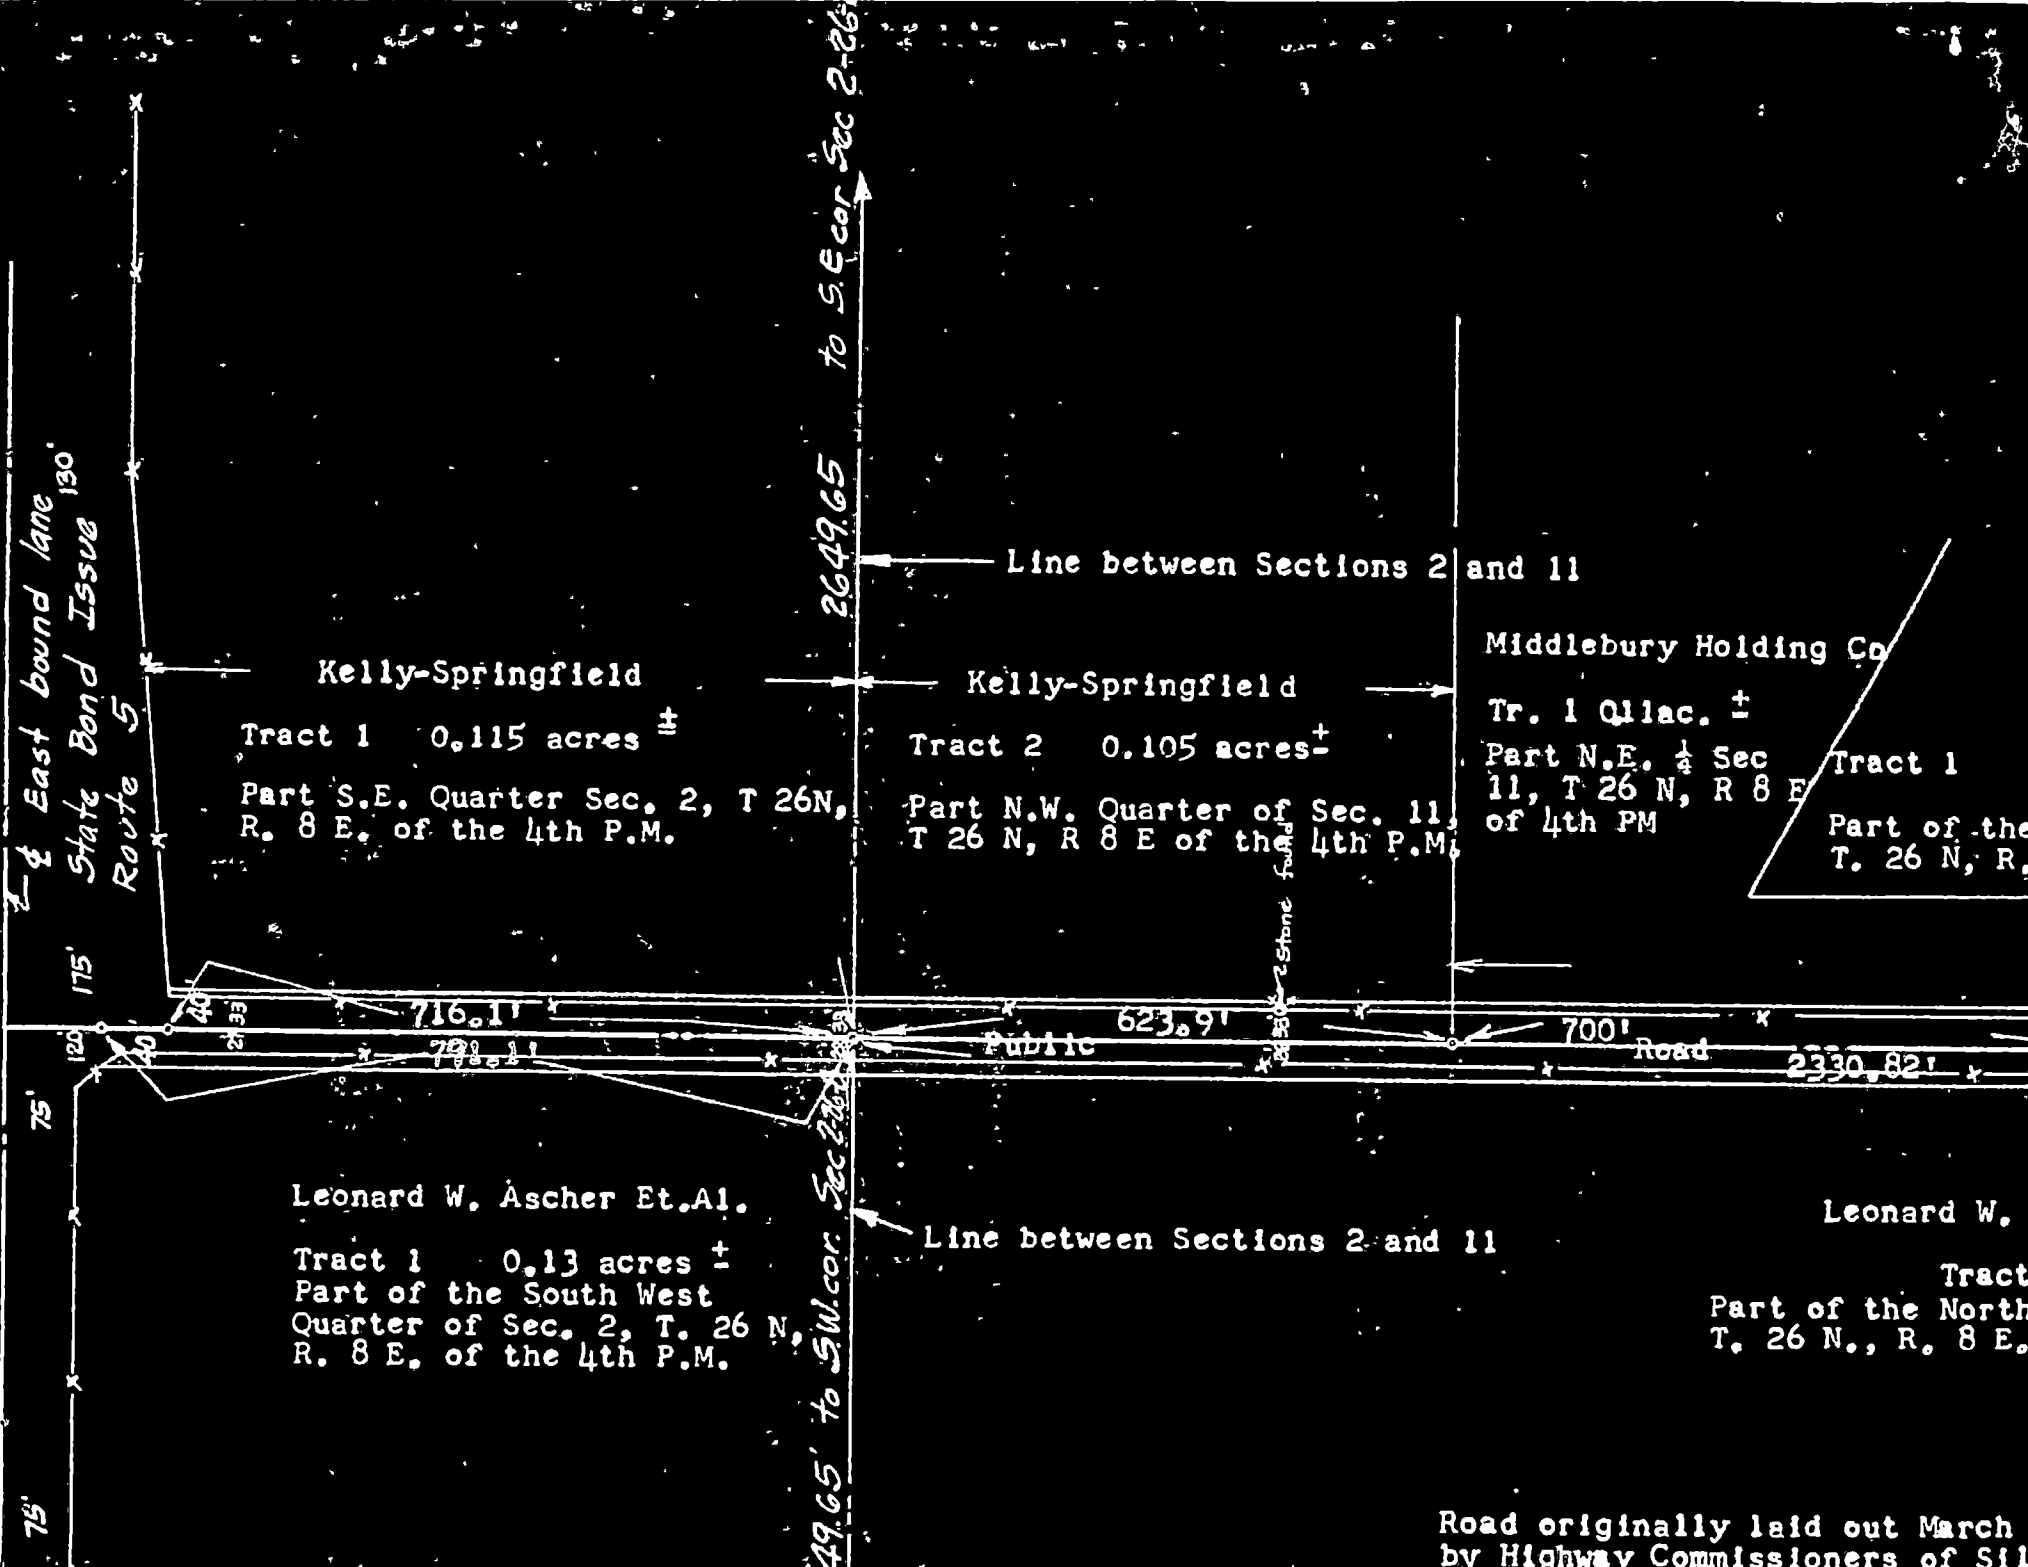 2649.65 to S.E cor Sec 2-26
¢ East bound lane
State Bond Issue 130'
Route 5
Line between Sections 2 and 11
Kelly-Springfield
Tract 1 0.115 acres ±
Part S.E. Quarter Sec. 2, T 26N,
R. 8 E. of the 4th P.M.
Kelly-Springfield
Tract 2 0.105 acres±
Part N.W. Quarter of Sec. 11,
T 26 N, R 8 E of the 4th P.M.
Middlebury Holding Co
Tr. 1 0.11ac. ±
Part N.E. ¼ Sec
11, T 26 N, R 8 E
of 4th PM
Tract 1
Part of the
T. 26 N, R.
Stone found
175'
40'
33
716.1'
623.9'
700'
120'
40'
Public
Road
2330.82'
75'
Leonard W. Ascher Et.Al.
Tract 1 0.13 acres ±
Part of the South West
Quarter of Sec. 2, T. 26 N,
R. 8 E. of the 4th P.M.
Line between Sections 2 and 11
49.65' to S.W.cor. Sec 2-26
Leonard W.
Tract
Part of the North
T. 26 N., R. 8 E.
75'
Road originally laid out March
by Highway Commissioners of Sil